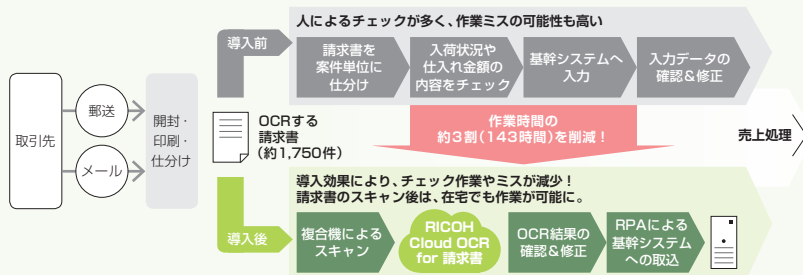 取引先
郵送
メール
開封・
印刷・
仕分け
OCRする
請求書
(約1,750件)
導入前
人によるチェックが多く、作業ミスの可能性も高い
請求書を
案件単位に
仕分け
入荷状況や
仕入れ金額の
内容をチェック
基幹システムへ
入力
入力データの
確認&修正
作業時間の
約3割(143時間)を削減!
売上処理
導入効果により、チェック作業やミスが減少!
請求書のスキャン後は、在宅でも作業が可能に。
導入後
複合機による
スキャン
RICOH
Cloud OCR
for 請求書
OCR結果の
確認&修正
RPAによる
基幹システム
への取込